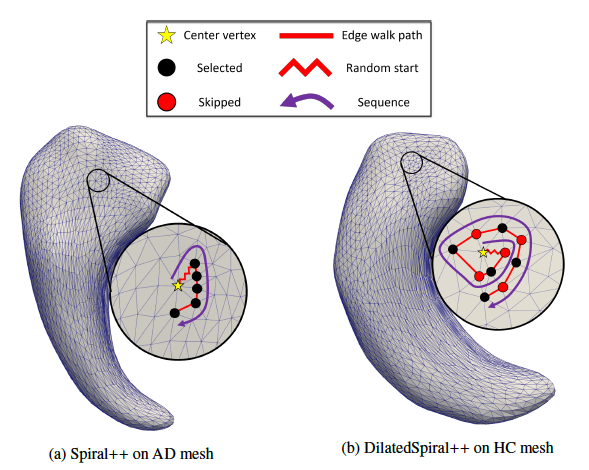 Center vertex
Edge walk path
Selected
Random start
Skipped
Sequence
(a) Spiral++ on AD mesh
(b) DilatedSpiral++ on HC mesh